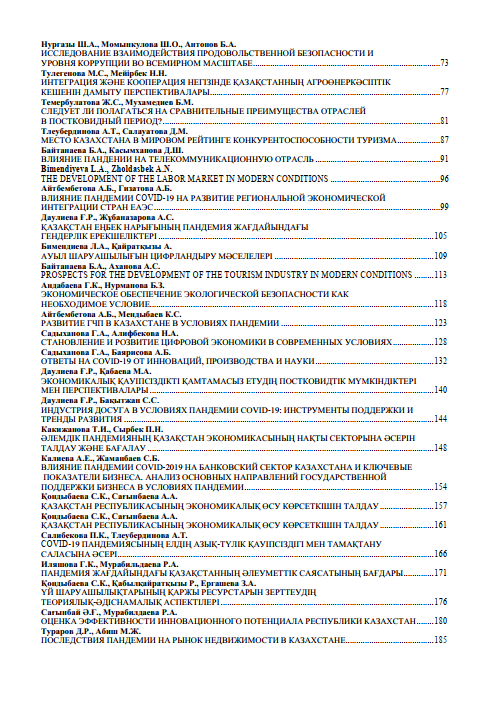 Нургазы Ш.А., Момынкулова Ш.О., Антонов Б.А.
ИССЛЕДОВАНИЕ ВЗАИМОДЕЙСТВИЯ ПРОДОВОЛЬСТВЕННОЙ БЕЗОПАСНОСТИ И
УРОВНЯ КОРРУПЦИИ ВО ВСЕМИРНОМ МАСШТАБЕ........73
Тулегенова М.С., Мейірбек Н.Н.
ИНТЕГРАЦИЯ ЖӘНЕ КООПЕРАЦИЯ НЕГІЗІНДЕ ҚАЗАҚСТАННЫҢ АГРОӨНЕРКӘСІПТІК
КЕШЕНІН ДАМЫТУ ПЕРСПЕКТИВАЛАРЫ........77
Темербулатова Ж.С., Мухамедиев Б.М.
СЛЕДУЕТ ЛИ ПОЛАГАТЬСЯ НА СРАВНИТЕЛЬНЫЕ ПРЕИМУЩЕСТВА ОТРАСЛЕЙ
В ПОСТКОВИДНЫЙ ПЕРИОД?........81
Тлеубердинова А.Т., Салауатова Д.М.
МЕСТО КАЗАХСТАНА В МИРОВОМ РЕЙТИНГЕ КОНКУРЕНТОСПОСОБНОСТИ ТУРИЗМА........87
Байтанаева Б.А., Касымханова Д.Ш.
ВЛИЯНИЕ ПАНДЕМИИ НА ТЕЛЕКОММУНИКАЦИОННУЮ ОТРАСЛЬ ........91
Bimendiyeva L.A., Zholdasbek A.N.
THE DEVELOPMENT OF THE LABOR MARKET IN MODERN CONDITIONS ........96
Айтбембетова А.Б., Гизатова А.Б.
ВЛИЯНИЕ ПАНДЕМИИ COVID-19 НА РАЗВИТИЕ РЕГИОНАЛЬНОЙ ЭКОНОМИЧЕСКОЙ
ИНТЕГРАЦИИ СТРАН ЕАЭС........99
Даулиева Ғ.Р., Жұбаназарова А.С.
ҚАЗАҚСТАН ЕҢБЕК НАРЫҒЫНЫҢ ПАНДЕМИЯ ЖАҒДАЙЫНДАҒЫ
ГЕНДЕРЛІК ЕРЕКШЕЛІКТЕРІ........105
Бимендиева Л.А., Қайратқызы А.
АУЫЛ ШАРУАШЫЛЫҒЫН ЦИФРЛАНДЫРУ МӘСЕЛЕЛЕРІ ........109
Байтанаева Б.А., Аханова А.С.
PROSPECTS FOR THE DEVELOPMENT OF THE TOURISM INDUSTRY IN MODERN CONDITIONS ........113
Андабаева Г.К., Нурманова Б.З.
ЭКОНОМИЧЕСКОЕ ОБЕСПЕЧЕНИЕ ЭКОЛОГИЧЕСКОЙ БЕЗОПАСНОСТИ КАК
НЕОБХОДИМОЕ УСЛОВИЕ........118
Айтбембетова А.Б., Мендыбаев К.С.
РАЗВИТИЕ ГЧП В КАЗАХСТАНЕ В УСЛОВИЯХ ПАНДЕМИИ ........123
Садыханова Г.А., Алифбекова Н.А.
СТАНОВЛЕНИЕ И РОЗВИТИЕ ЦИФРОВОЙ ЭКОНОМИКИ В СОВРЕМЕННЫХ УСЛОВИЯХ........128
Садыханова Г.А., Баярисова А.Б.
ОТВЕТЫ НА COVID-19 ОТ ИННОВАЦИЙ, ПРОИЗВОДСТВА И НАУКИ........132
Даулиева Ғ.Р., Қабаева М.А.
ЭКОНОМИКАЛЫҚ ҚАУІПСІЗДІКТІ ҚАМТАМАСЫЗ ЕТУДІҢ ПОСТКОВИДТІК МҮМКІНДІКТЕРІ
МЕН ПЕРСПЕКТИВАЛАРЫ........140
Даулиева Ғ.Р., Бақытжан С.С.
ИНДУСТРИЯ ДОСУГА В УСЛОВИЯХ ПАНДЕМИИ COVID-19: ИНСТРУМЕНТЫ ПОДДЕРЖКИ И
ТРЕНДЫ РАЗВИТИЯ ........144
Какижанова Т.И., Сырбек П.Н.
ӘЛЕМДІК ПАНДЕМИЯНЫҢ ҚАЗАҚСТАН ЭКОНОМИКАСЫНЫҢ НАҚТЫ СЕКТОРЫНА ӘСЕРІН
ТАЛДАУ ЖӘНЕ БАҒАЛАУ ........148
Калиева А.Е., Жаманбаев С.Б.
ВЛИЯНИЕ ПАНДЕМИИ COVID-2019 НА БАНКОВСКИЙ СЕКТОР КАЗАХСТАНА И КЛЮЧЕВЫЕ
ПОКАЗАТЕЛИ БИЗНЕСА. АНАЛИЗ ОСНОВНЫХ НАПРАВЛЕНИЙ ГОСУДАРСТВЕННОЙ
ПОДДЕРЖКИ БИЗНЕСА В УСЛОВИЯХ ПАНДЕМИИ........154
Қондыбаева С.К., Сағынбаева А.А.
ҚАЗАҚСТАН РЕСПУБЛИКАСЫНЫҢ ЭКОНОМИКАЛЫҚ ӨСУ КӨРСЕТКІШІН ТАЛДАУ ........157
Қондыбаева С.К., Сағынбаева А.А.
ҚАЗАҚСТАН РЕСПУБЛИКАСЫНЫҢ ЭКОНОМИКАЛЫҚ ӨСУ КӨРСЕТКІШІН ТАЛДАУ ........161
Салибекова П.К., Тлеубердинова А.Т.
COVID-19 ПАНДЕМИЯСЫНЫҢ ЕЛДІҢ АЗЫҚ-ТҮЛІК ҚАУІПСІЗДІГІ МЕН ТАМАҚТАНУ
САЛАСЫНА ӘСЕРІ........166
Иляшова Г.К., Мурабильдаева Р.А.
ПАНДЕМИЯ ЖАҒДАЙЫНДАҒЫ ҚАЗАҚСТАННЫҢ ӘЛЕУМЕТТІК САЯСАТЫНЫҢ БАҒДАРЫ........171
Қондыбаева С.К., Қабылқайратқызы Р., Ергашева З.А.
ҮЙ ШАРУАШЫЛЫҚТАРЫНЫҢ ҚАРЖЫ РЕСУРСТАРЫН ЗЕРТТЕУДІҢ
ТЕОРИЯЛЫҚ-ӘДІСНАМАЛЫҚ АСПЕКТІЛЕРІ ........176
Сағынбай Ә.Ғ., Мурабилдаева Р.А.
ОЦЕНКА ЭФФЕКТИВНОСТИ ИННОВАЦИОННОГО ПОТЕНЦИАЛА РЕСПУБЛИКИ КАЗАХСТАН........180
Тураров Д.Р., Абиш М.Ж.
ПОСЛЕДСТВИЯ ПАНДЕМИИ НА РЫНОК НЕДВИЖИМОСТИ В КАЗАХСТАНЕ........185